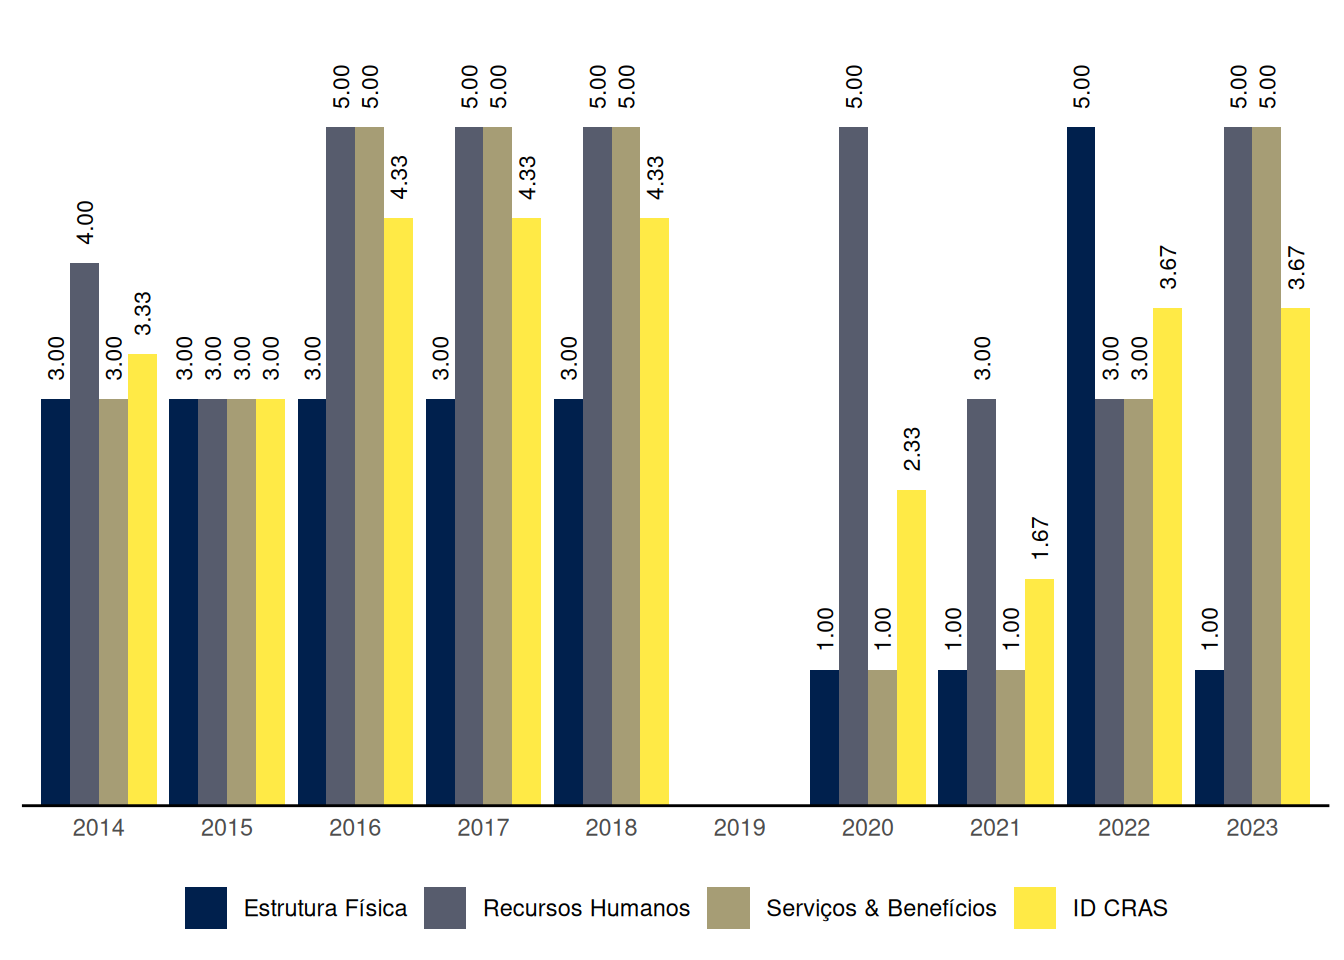 5.00 5.00 5.00 5.00 5.00 5.00 5.00 5.00 5.00 5.00
4.33 4.33 4.33
4.00
3.67 3.67
3.33
3.00 3.00 3.00 3.00 3.00 3.00 3.00 3.00 3.00 3.00 3.00 3.00
2.33
1.67
1.00 1.00 1.00 1.00 1.00
2014 2015 2016 2017 2018 2019 2020 2021 2022 2023
Estrutura Física Recursos Humanos Serviços & Benefícios ID CRAS